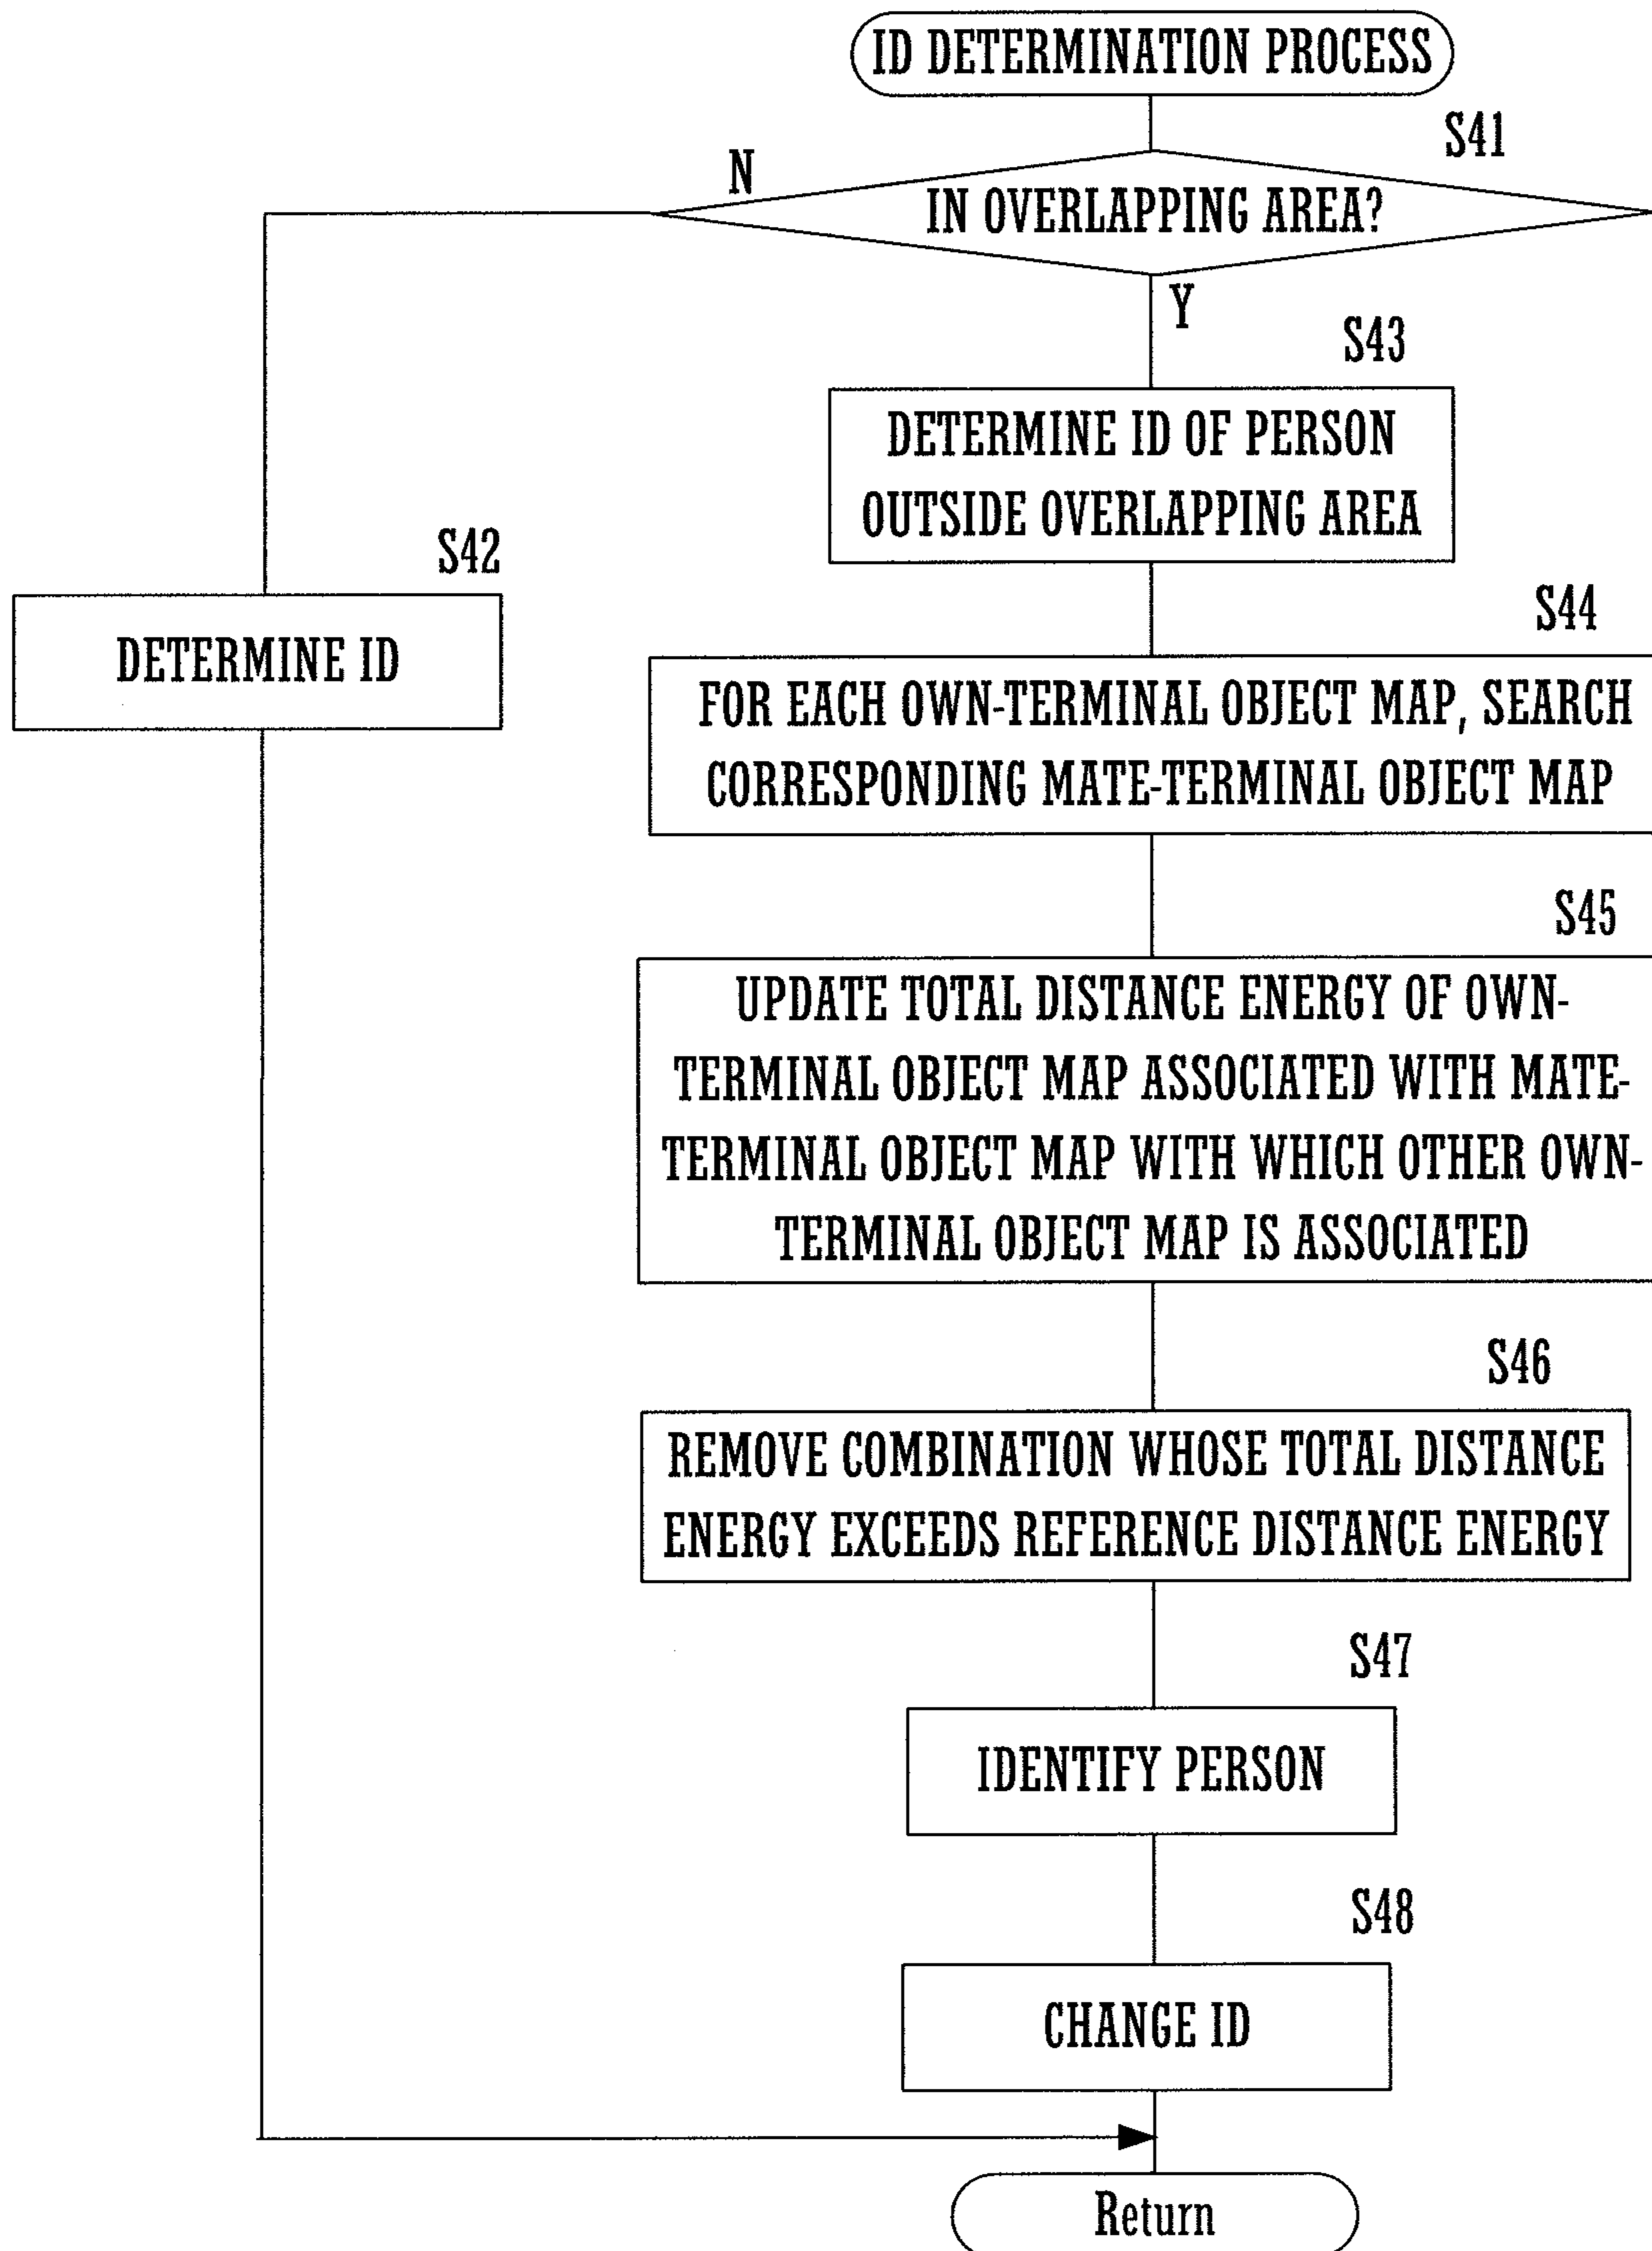 ID DETERMINATION PROCESS
S41
N
IN OVERLAPPING AREA?
Y
S43
DETERMINE ID OF PERSON
OUTSIDE OVERLAPPING AREA
S42
DETERMINE ID
S44
FOR EACH OWN-TERMINAL OBJECT MAP, SEARCH
CORRESPONDING MATE-TERMINAL OBJECT MAP
S45
UPDATE TOTAL DISTANCE ENERGY OF OWN-
TERMINAL OBJECT MAP ASSOCIATED WITH MATE-
TERMINAL OBJECT MAP WITH WHICH OTHER OWN-
TERMINAL OBJECT MAP IS ASSOCIATED
S46
REMOVE COMBINATION WHOSE TOTAL DISTANCE
ENERGY EXCEEDS REFERENCE DISTANCE ENERGY
S47
IDENTIFY PERSON
S48
CHANGE ID
Return